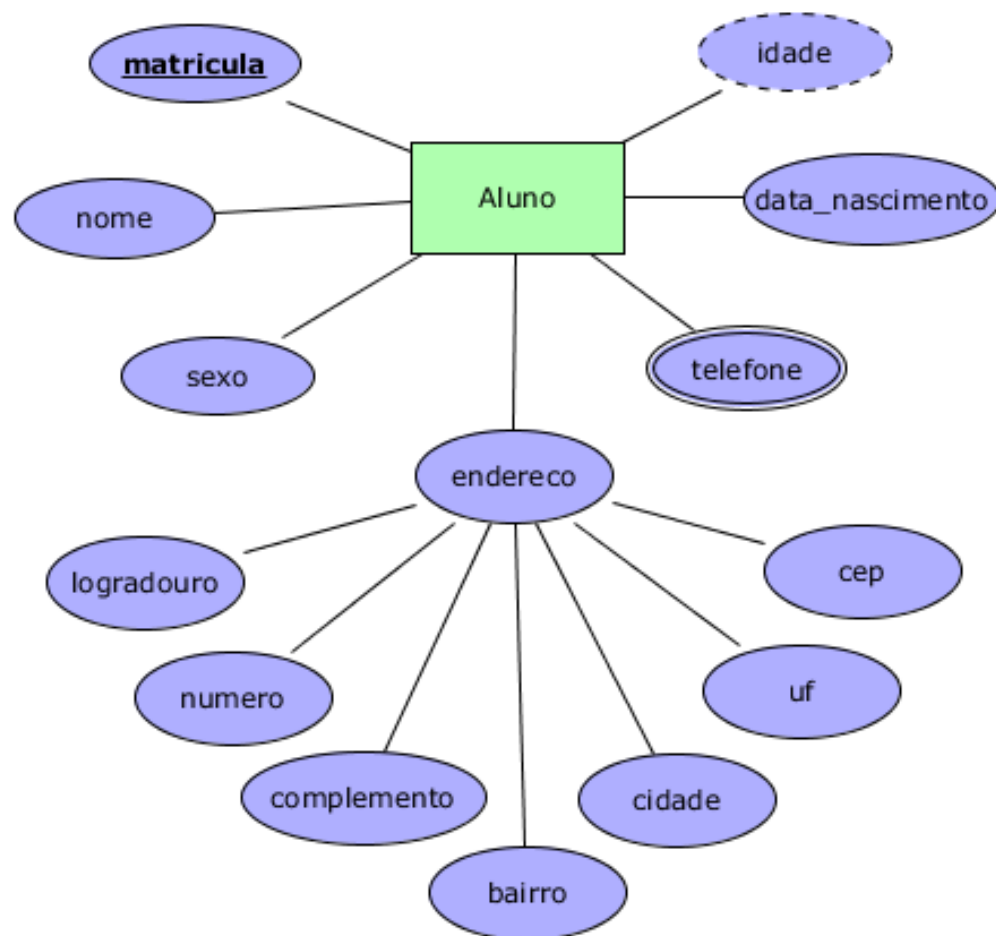 matricula
idade
Aluno
nome
data_nascimento
sexo
telefone
endereco
logradouro
cep
numero
uf
complemento
cidade
bairro